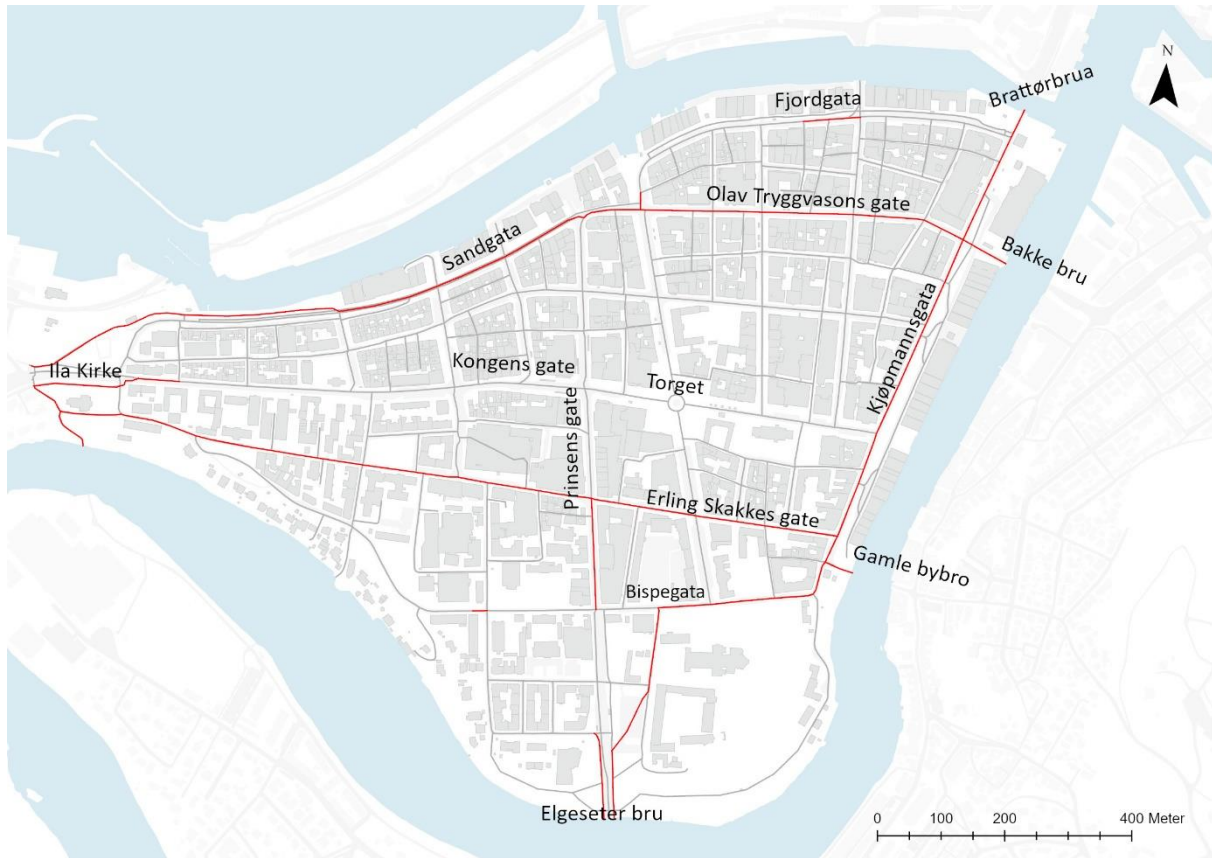 N
Brattørbrua
Fjordgata
Olav Tryggvasons gate
Sandgata
Bakke bru
Kjøpmannsgata
Ila Kirke
Kongens gate
Torget
Prinsens gate
Erling Skakkes gate
Gamle bybro
Bispegata
Elgeseter bru
0 100 200 400 Meter